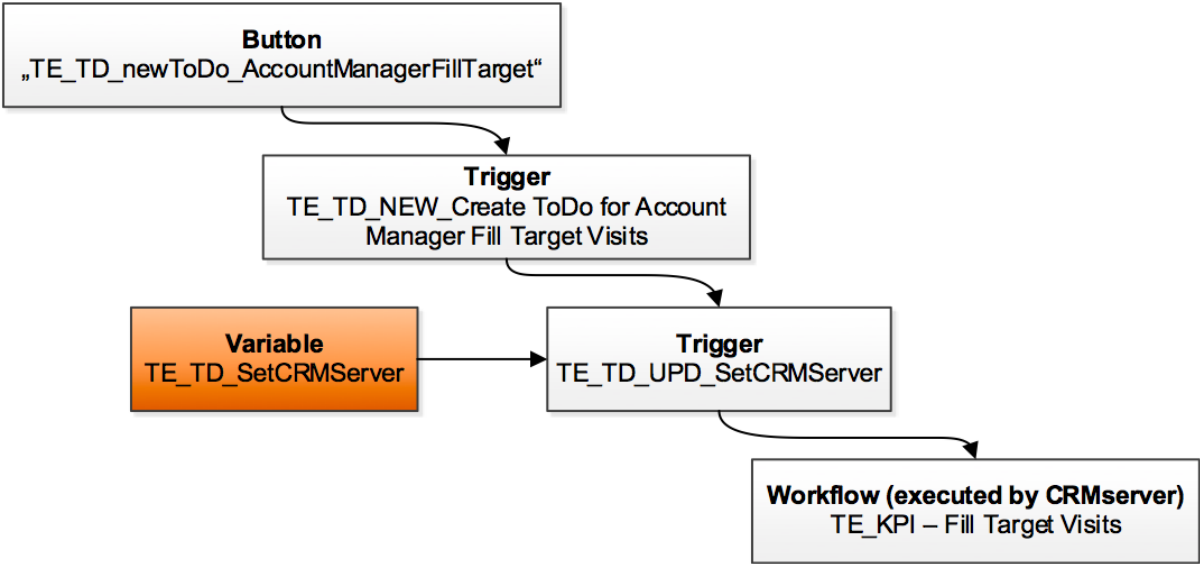 Button
„TE_TD_newToDo_AccountManagerFillTarget“
Trigger
TE_TD_NEW_Create ToDo for Account
Manager Fill Target Visits
Variable
TE_TD_SetCRMServer
Trigger
TE_TD_UPD_SetCRMServer
Workflow (executed by CRMserver)
TE_KPI – Fill Target Visits